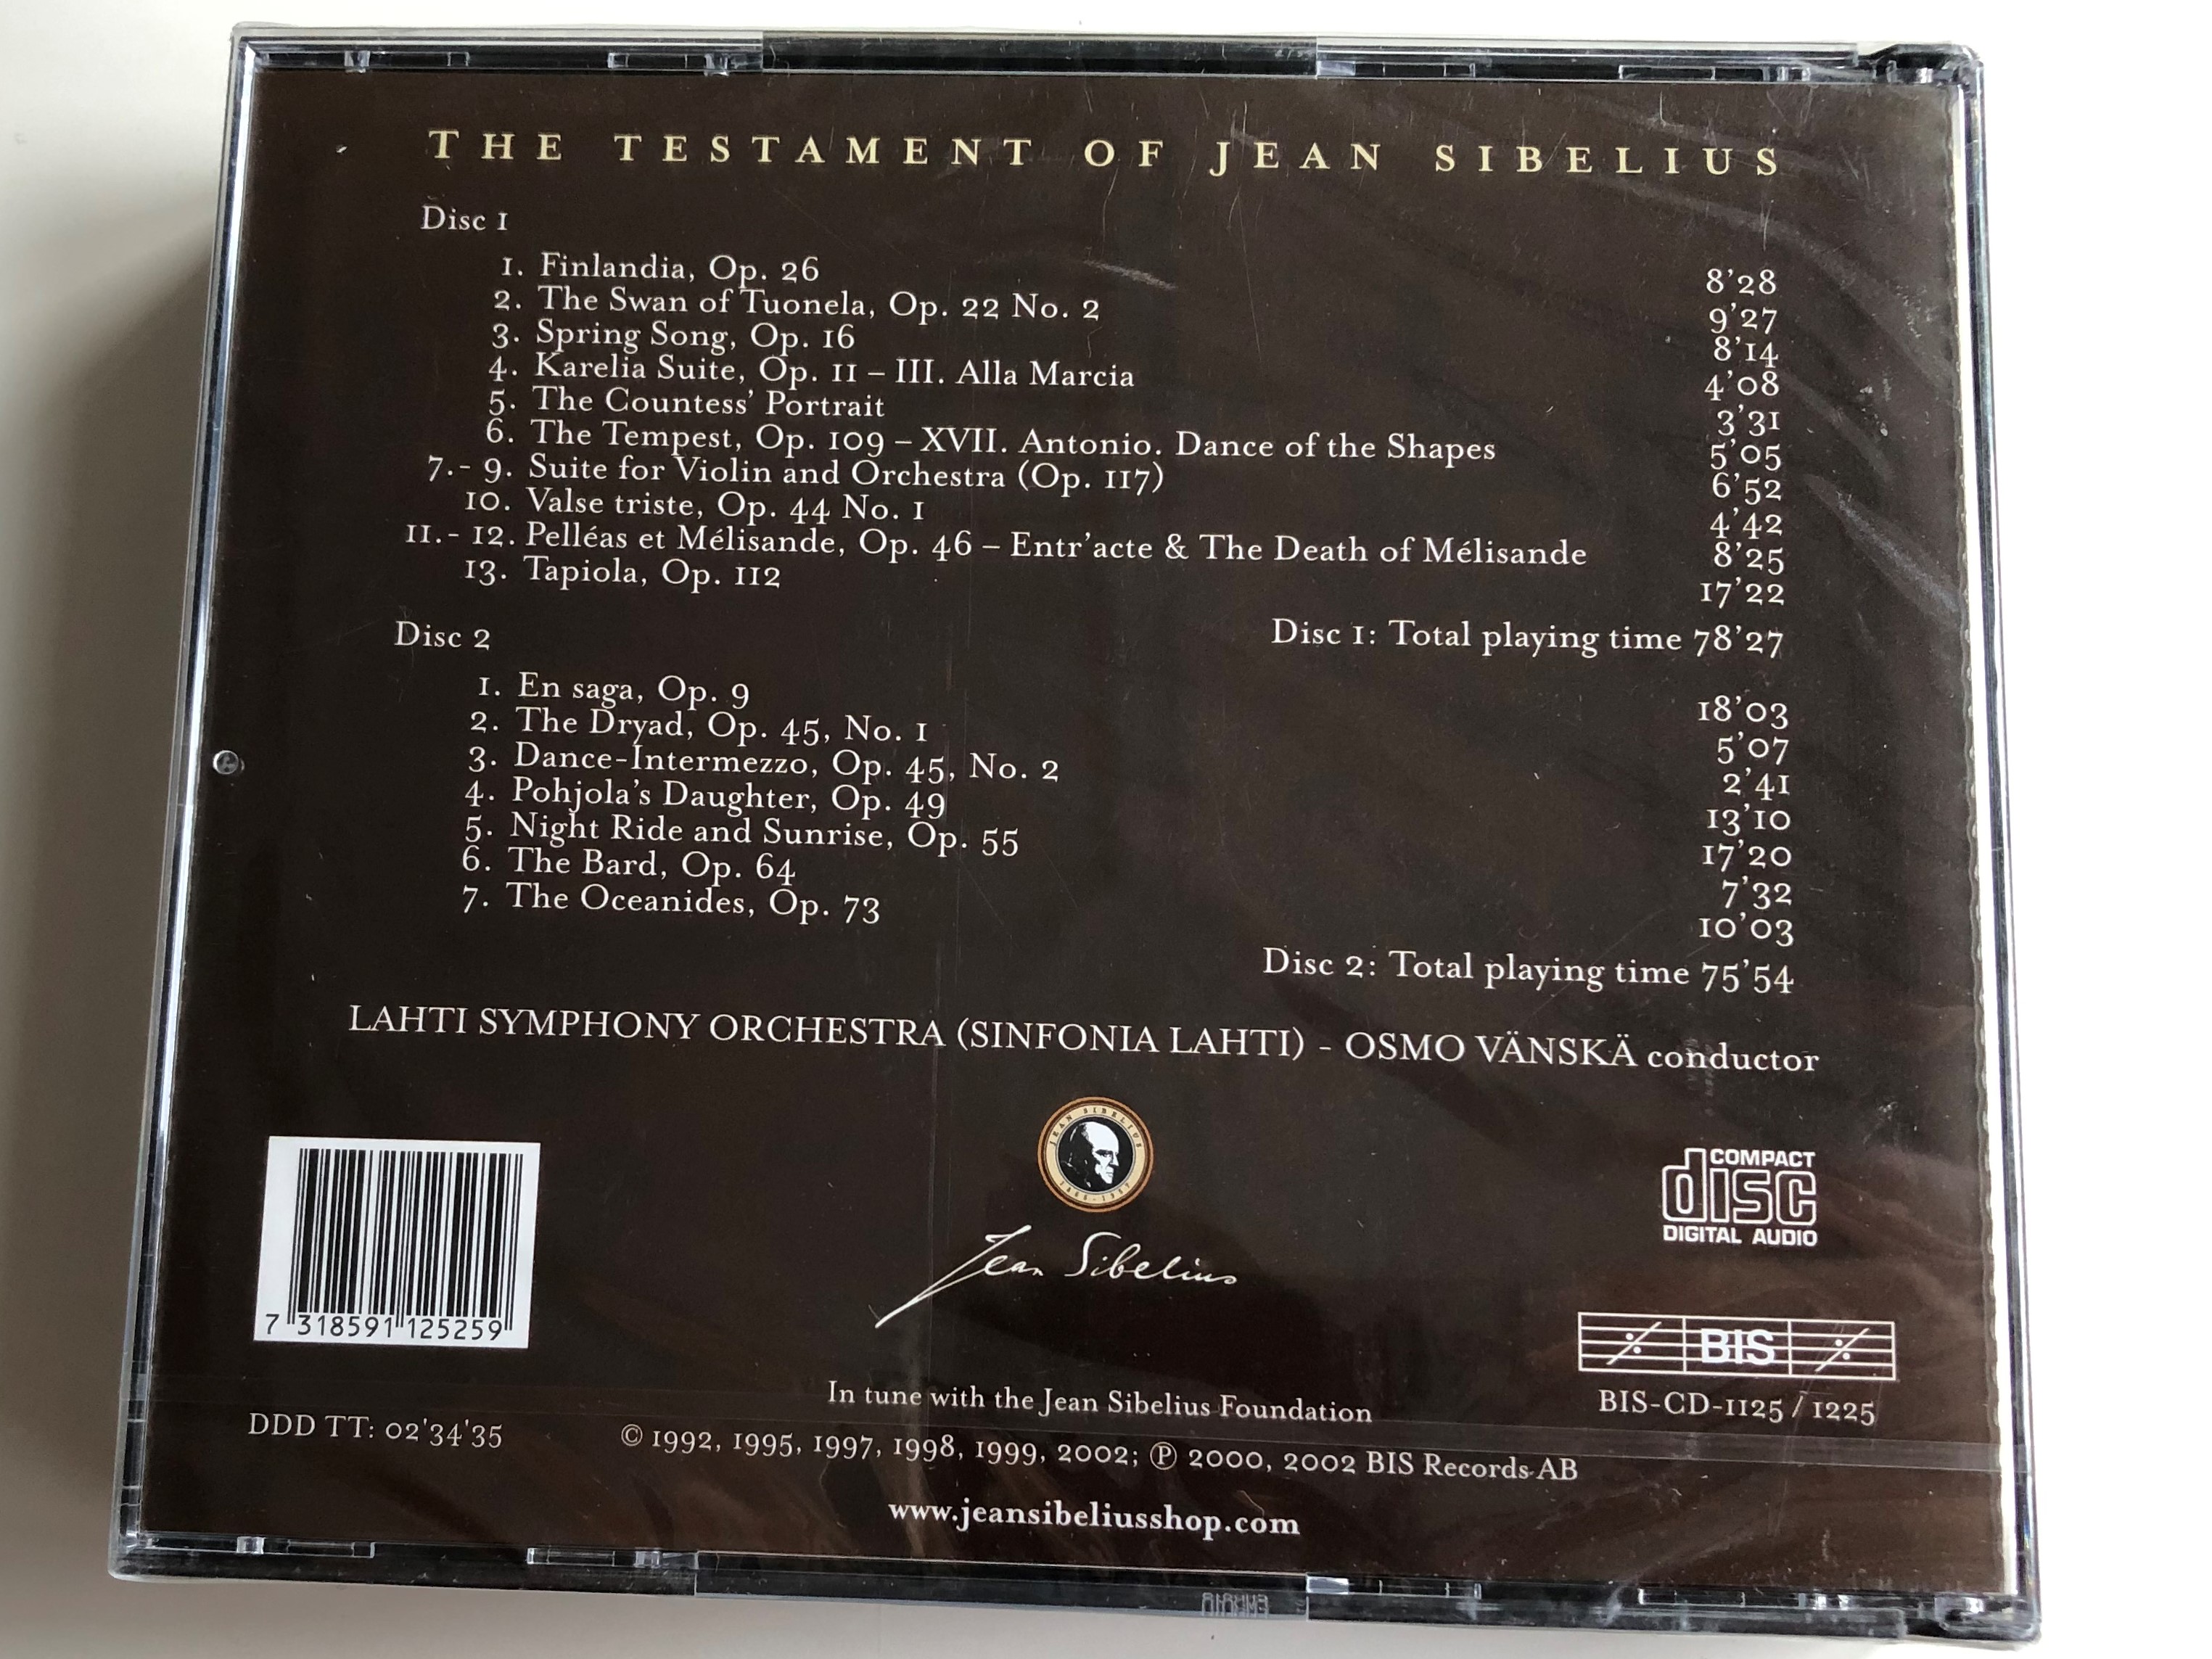 THE TESTAMENT OF JEAN SIBELIUS
Disc 1
1. Finlandia, Op. 26 8'28
2. The Swan of Tuonela, Op. 22 No. 2 9'27
3. Spring Song, Op. 16 8'14
4. Karelia Suite, Op. 11 – III. Alla Marcia 4'08
5. The Countess' Portrait 3'31
6. The Tempest, Op. 109 – XVII. Antonio. Dance of the Shapes 5'05
7.- 9. Suite for Violin and Orchestra (Op. 117) 6'52
10. Valse triste, Op. 44 No. 1 4'42
11.- 12. Pelléas et Mélisande, Op. 46 – Entr'acte & The Death of Mélisande 8'25
13. Tapiola, Op. 112 17'22
Disc 1: Total playing time 78'27
Disc 2
1. En saga, Op. 9 18'03
2. The Dryad, Op. 45, No. 1 5'07
3. Dance-Intermezzo, Op. 45, No. 2 2'41
4. Pohjola's Daughter, Op. 49 13'10
5. Night Ride and Sunrise, Op. 55 17'20
6. The Bard, Op. 64 7'32
7. The Oceanides, Op. 73 10'03
Disc 2: Total playing time 75'54
LAHTI SYMPHONY ORCHESTRA (SINFONIA LAHTI) - OSMO VÄNSKÄ conductor
JEAN SIBELIUS
1865 - 1957
COMPACT
disc
DIGITAL AUDIO
Jean Sibelius
7 318591 125259
BIS
BIS-CD-1125 / 1225
In tune with the Jean Sibelius Foundation
DDD TT: 02'34'35
© 1992, 1995, 1997, 1998, 1999, 2002; ℗ 2000, 2002 BIS Records AB
www.jeansibeliusshop.com